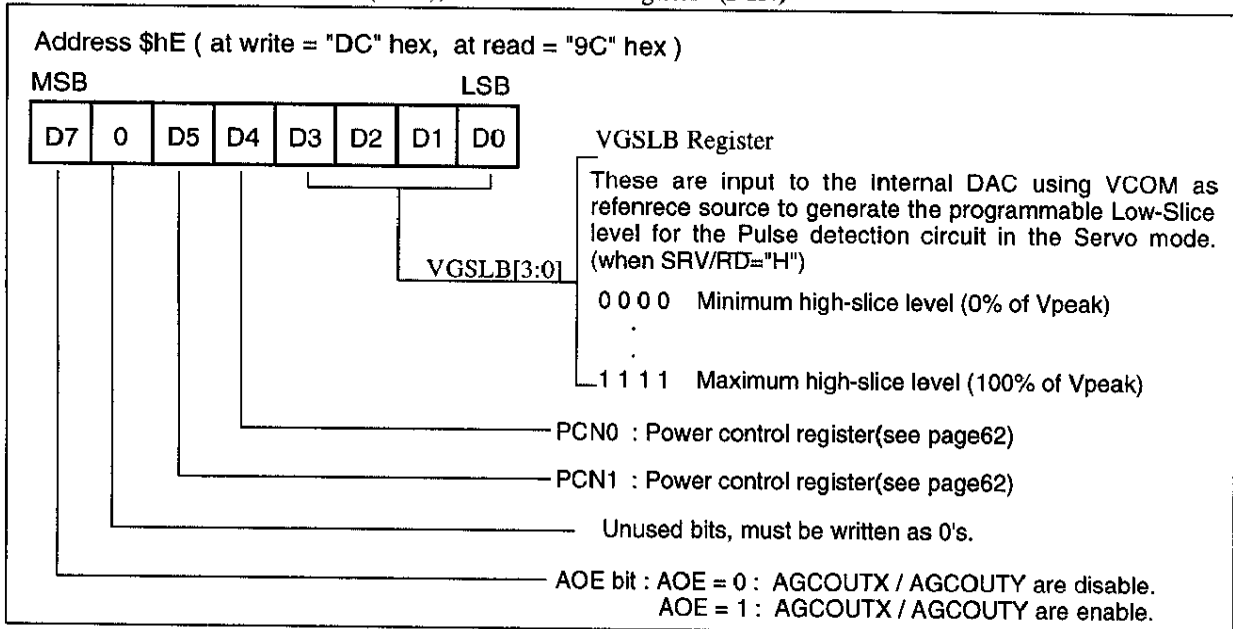 Address $hE ( at write = "DC" hex, at read = "9C" hex )
MSB LSB
D7 0 D5 D4 D3 D2 D1 D0
VGSLB Register
These are input to the internal DAC using VCOM as
refenrece source to generate the programmable Low-Slice
level for the Pulse detection circuit in the Servo mode.
(when SRV/RD="H")
VGSLB[3:0]
0 0 0 0 Minimum high-slice level (0% of Vpeak)
.
.
1 1 1 1 Maximum high-slice level (100% of Vpeak)
PCN0 : Power control register(see page62)
PCN1 : Power control register(see page62)
Unused bits, must be written as 0's.
AOE bit : AOE = 0 : AGCOUTX / AGCOUTY are disable.
AOE = 1 : AGCOUTX / AGCOUTY are enable.